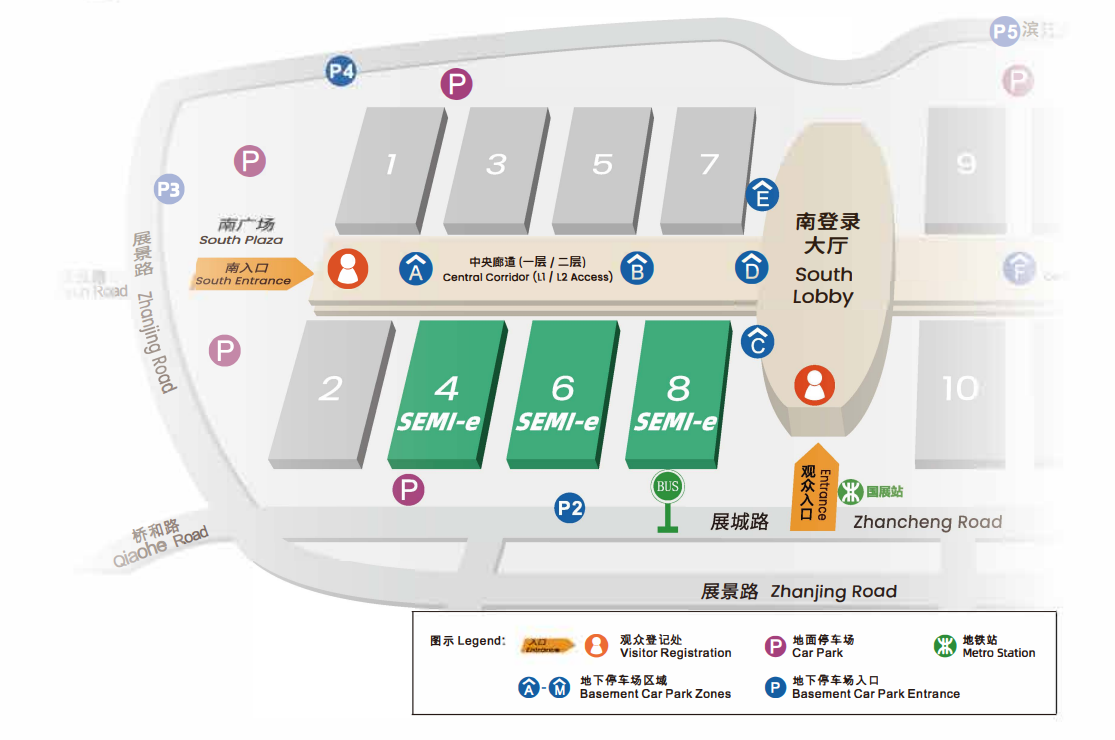 P5 滨
P4
P
P
1
3
5
7
9
P
P3
E
南登录
大厅
South
Lobby
南广场
South Plaza
展景路 Zhanjing Road
南入口
South Entrance
A
中央廊道 (一层 / 二层)
Central Corridor (L1 / L2 Access)
B
D
F
Road
P
C
2
4
SEMI-e
6
SEMI-e
8
SEMI-e
10
P
BUS
P2
观众入口
Entrance
国展站
展城路
Zhancheng Road
桥和路
Qiaohe Road
展景路 Zhanjing Road
图示 Legend:
入口
Entrance
观众登记处
Visitor Registration
P
地面停车场
Car Park
地铁站
Metro Station
A - M
地下停车场区域
Basement Car Park Zones
P
地下停车场入口
Basement Car Park Entrance